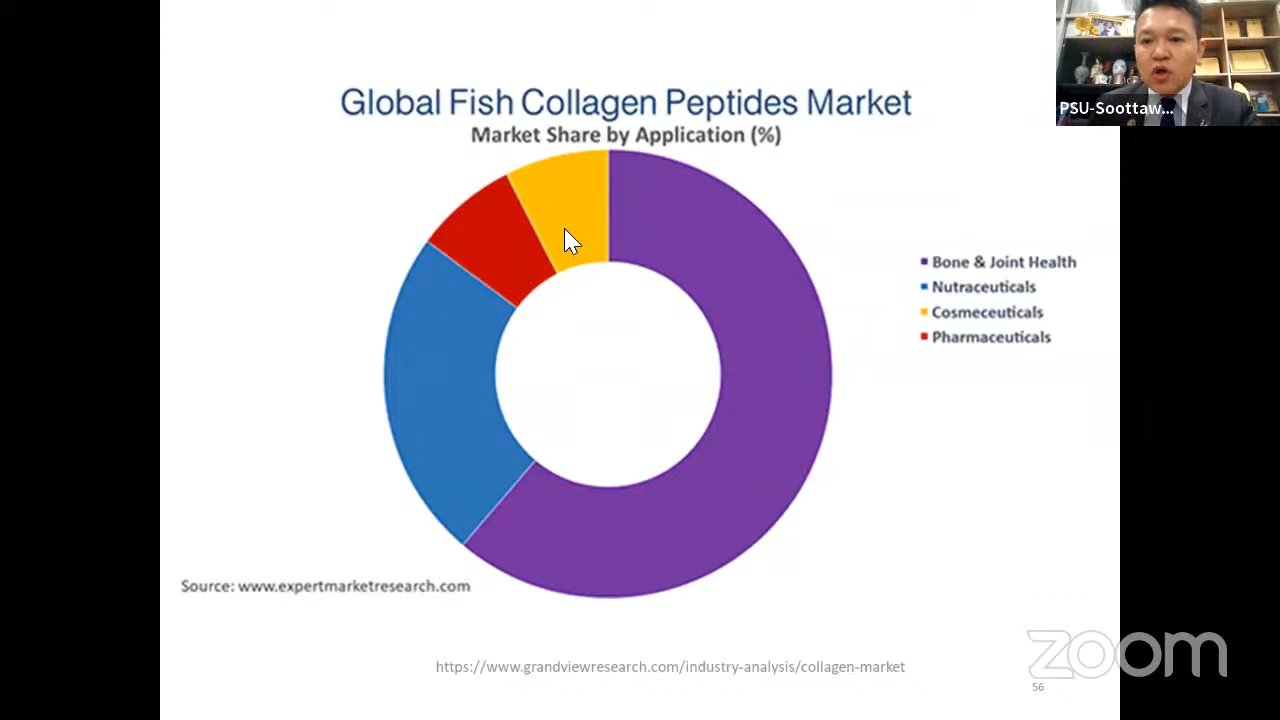 Global Fish Collagen Peptides Market
Market Share by Application (%)
PSU-Soottaw...
Bone & Joint Health
Nutraceuticals
Cosmeceuticals
Pharmaceuticals
Source: www.expertmarketresearch.com
https://www.grandviewresearch.com/industry-analysis/collagen-market
zoom
56